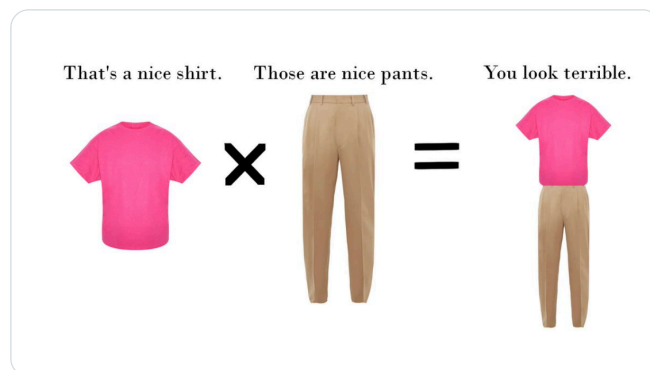 That's a nice shirt.
Those are nice pants.
You look terrible.